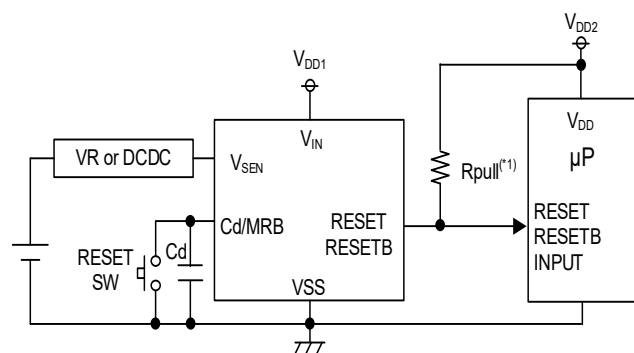 VDD1
VDD2
VIN
VDD
µP
VR or DCDC
VSEN
Rpull(*1)
Cd/MRB
RESET
RESETB
RESET
RESETB
INPUT
RESET
SW
Cd
VSS